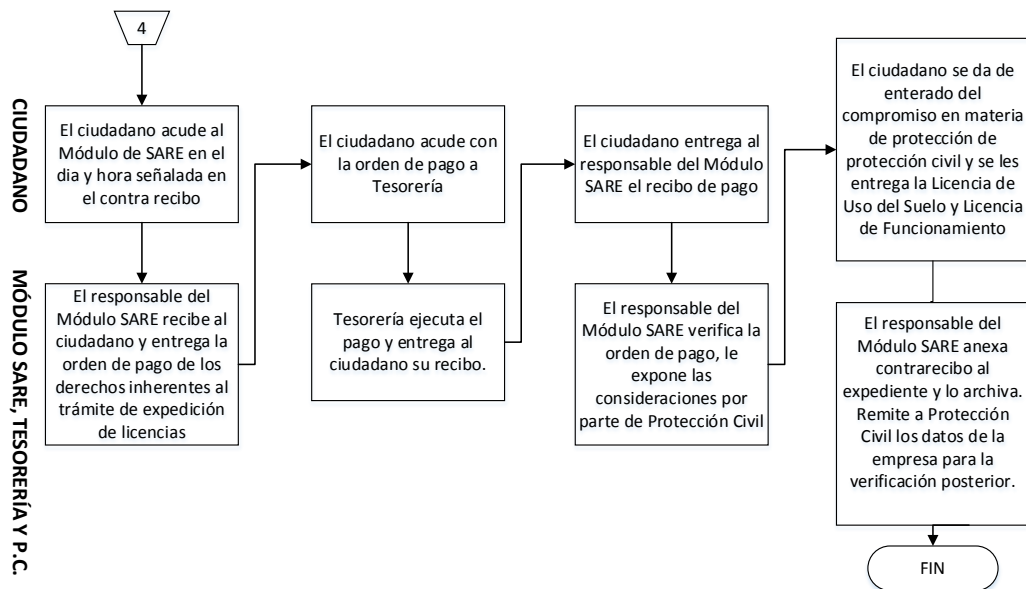 4
CIUDADANO
El ciudadano acude al
Módulo de SARE en el
dia y hora señalada en
el contra recibo
El ciudadano acude con
la orden de pago a
Tesorería
El ciudadano entrega al
responsable del Módulo
SARE el recibo de pago
El ciudadano se da de
enterado del
compromiso en materia
de protección de
protección civil y se les
entrega la Licencia de
Uso del Suelo y Licencia
de Funcionamiento
MÓDULO SARE, TESORERÍA Y P.C.
El responsable del
Módulo SARE recibe al
ciudadano y entrega la
orden de pago de los
derechos inherentes al
trámite de expedición
de licencias
Tesorería ejecuta el
pago y entrega al
ciudadano su recibo.
El responsable del
Módulo SARE verifica la
orden de pago, le
expone las
consideraciones por
parte de Protección Civil
El responsable del
Módulo SARE anexa
contrarecibo al
expediente y lo archiva.
Remite a Protección
Civil los datos de la
empresa para la
verificación posterior.
FIN